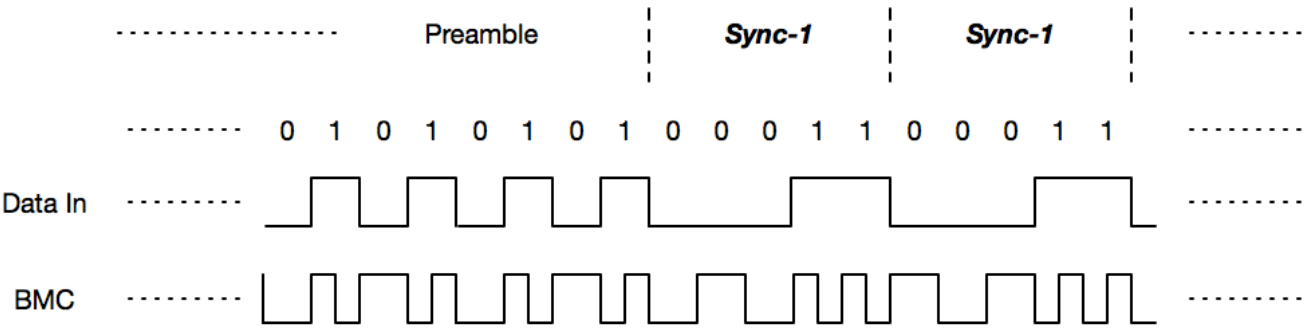 Preamble Sync-1 Sync-1
0 1 0 1 0 1 0 1 0 0 0 1 1 0 0 0 1 1
Data In
BMC